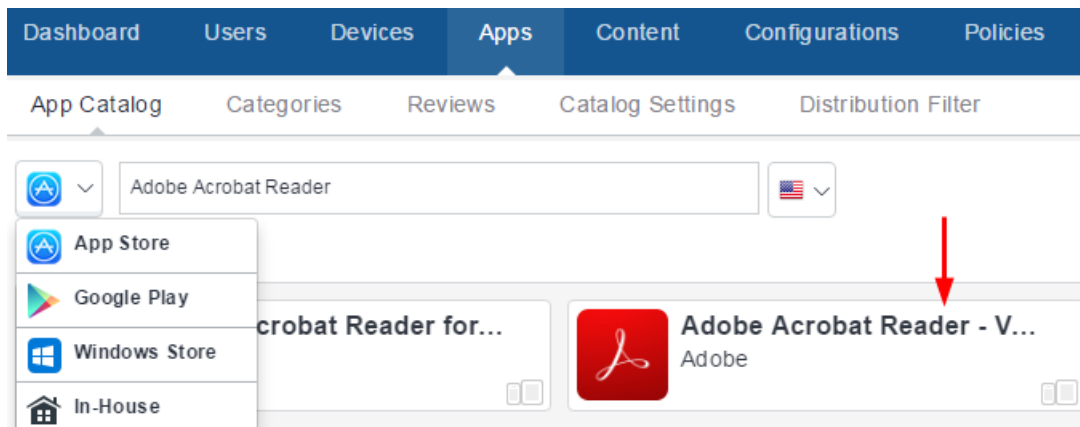 Dashboard Users Devices Apps Content Configurations Policies
App Catalog Categories Reviews Catalog Settings Distribution Filter
Adobe Acrobat Reader
App Store
Google Play
Windows Store
In-House
crobat Reader for...
Adobe Acrobat Reader - V...
Adobe